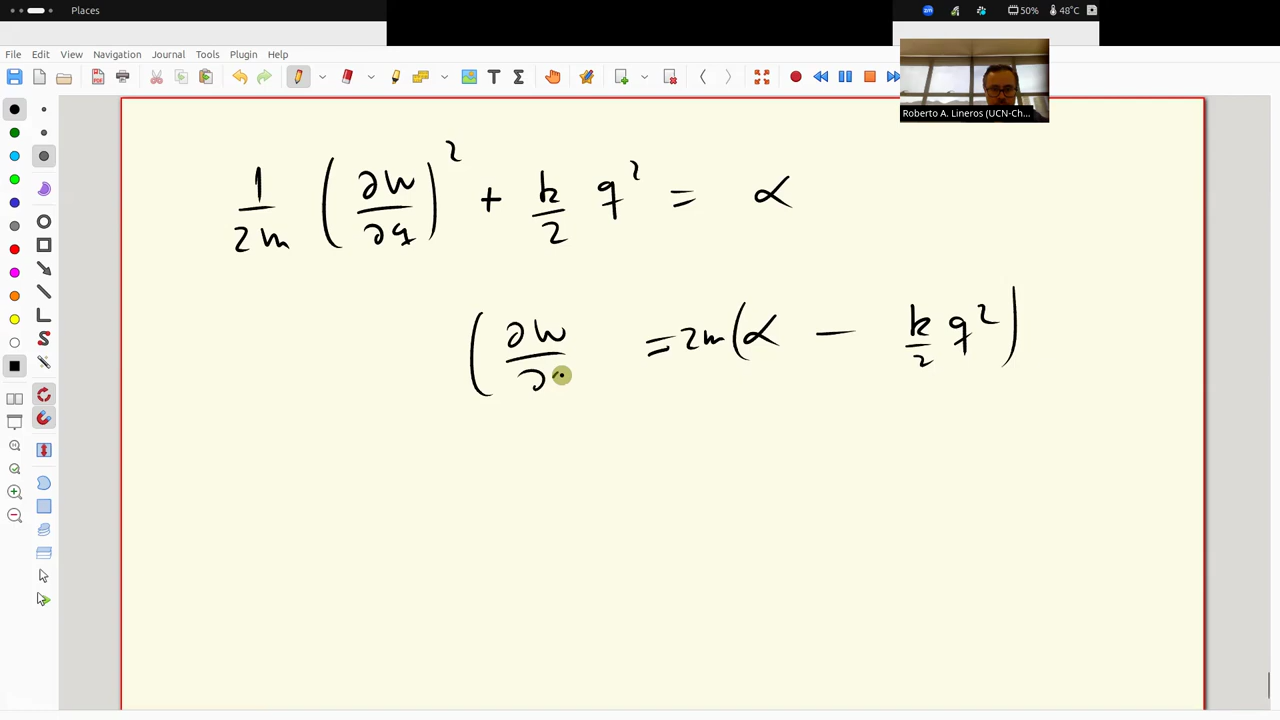 Places
50% 48°C
File Edit View Navigation Journal Tools Plugin Help
Roberto A. Lineros (UCN-Ch...
1/2m (∂W/∂q)² + k/2 q² = α
(∂W/∂ = 2m(α − k/2 q²)